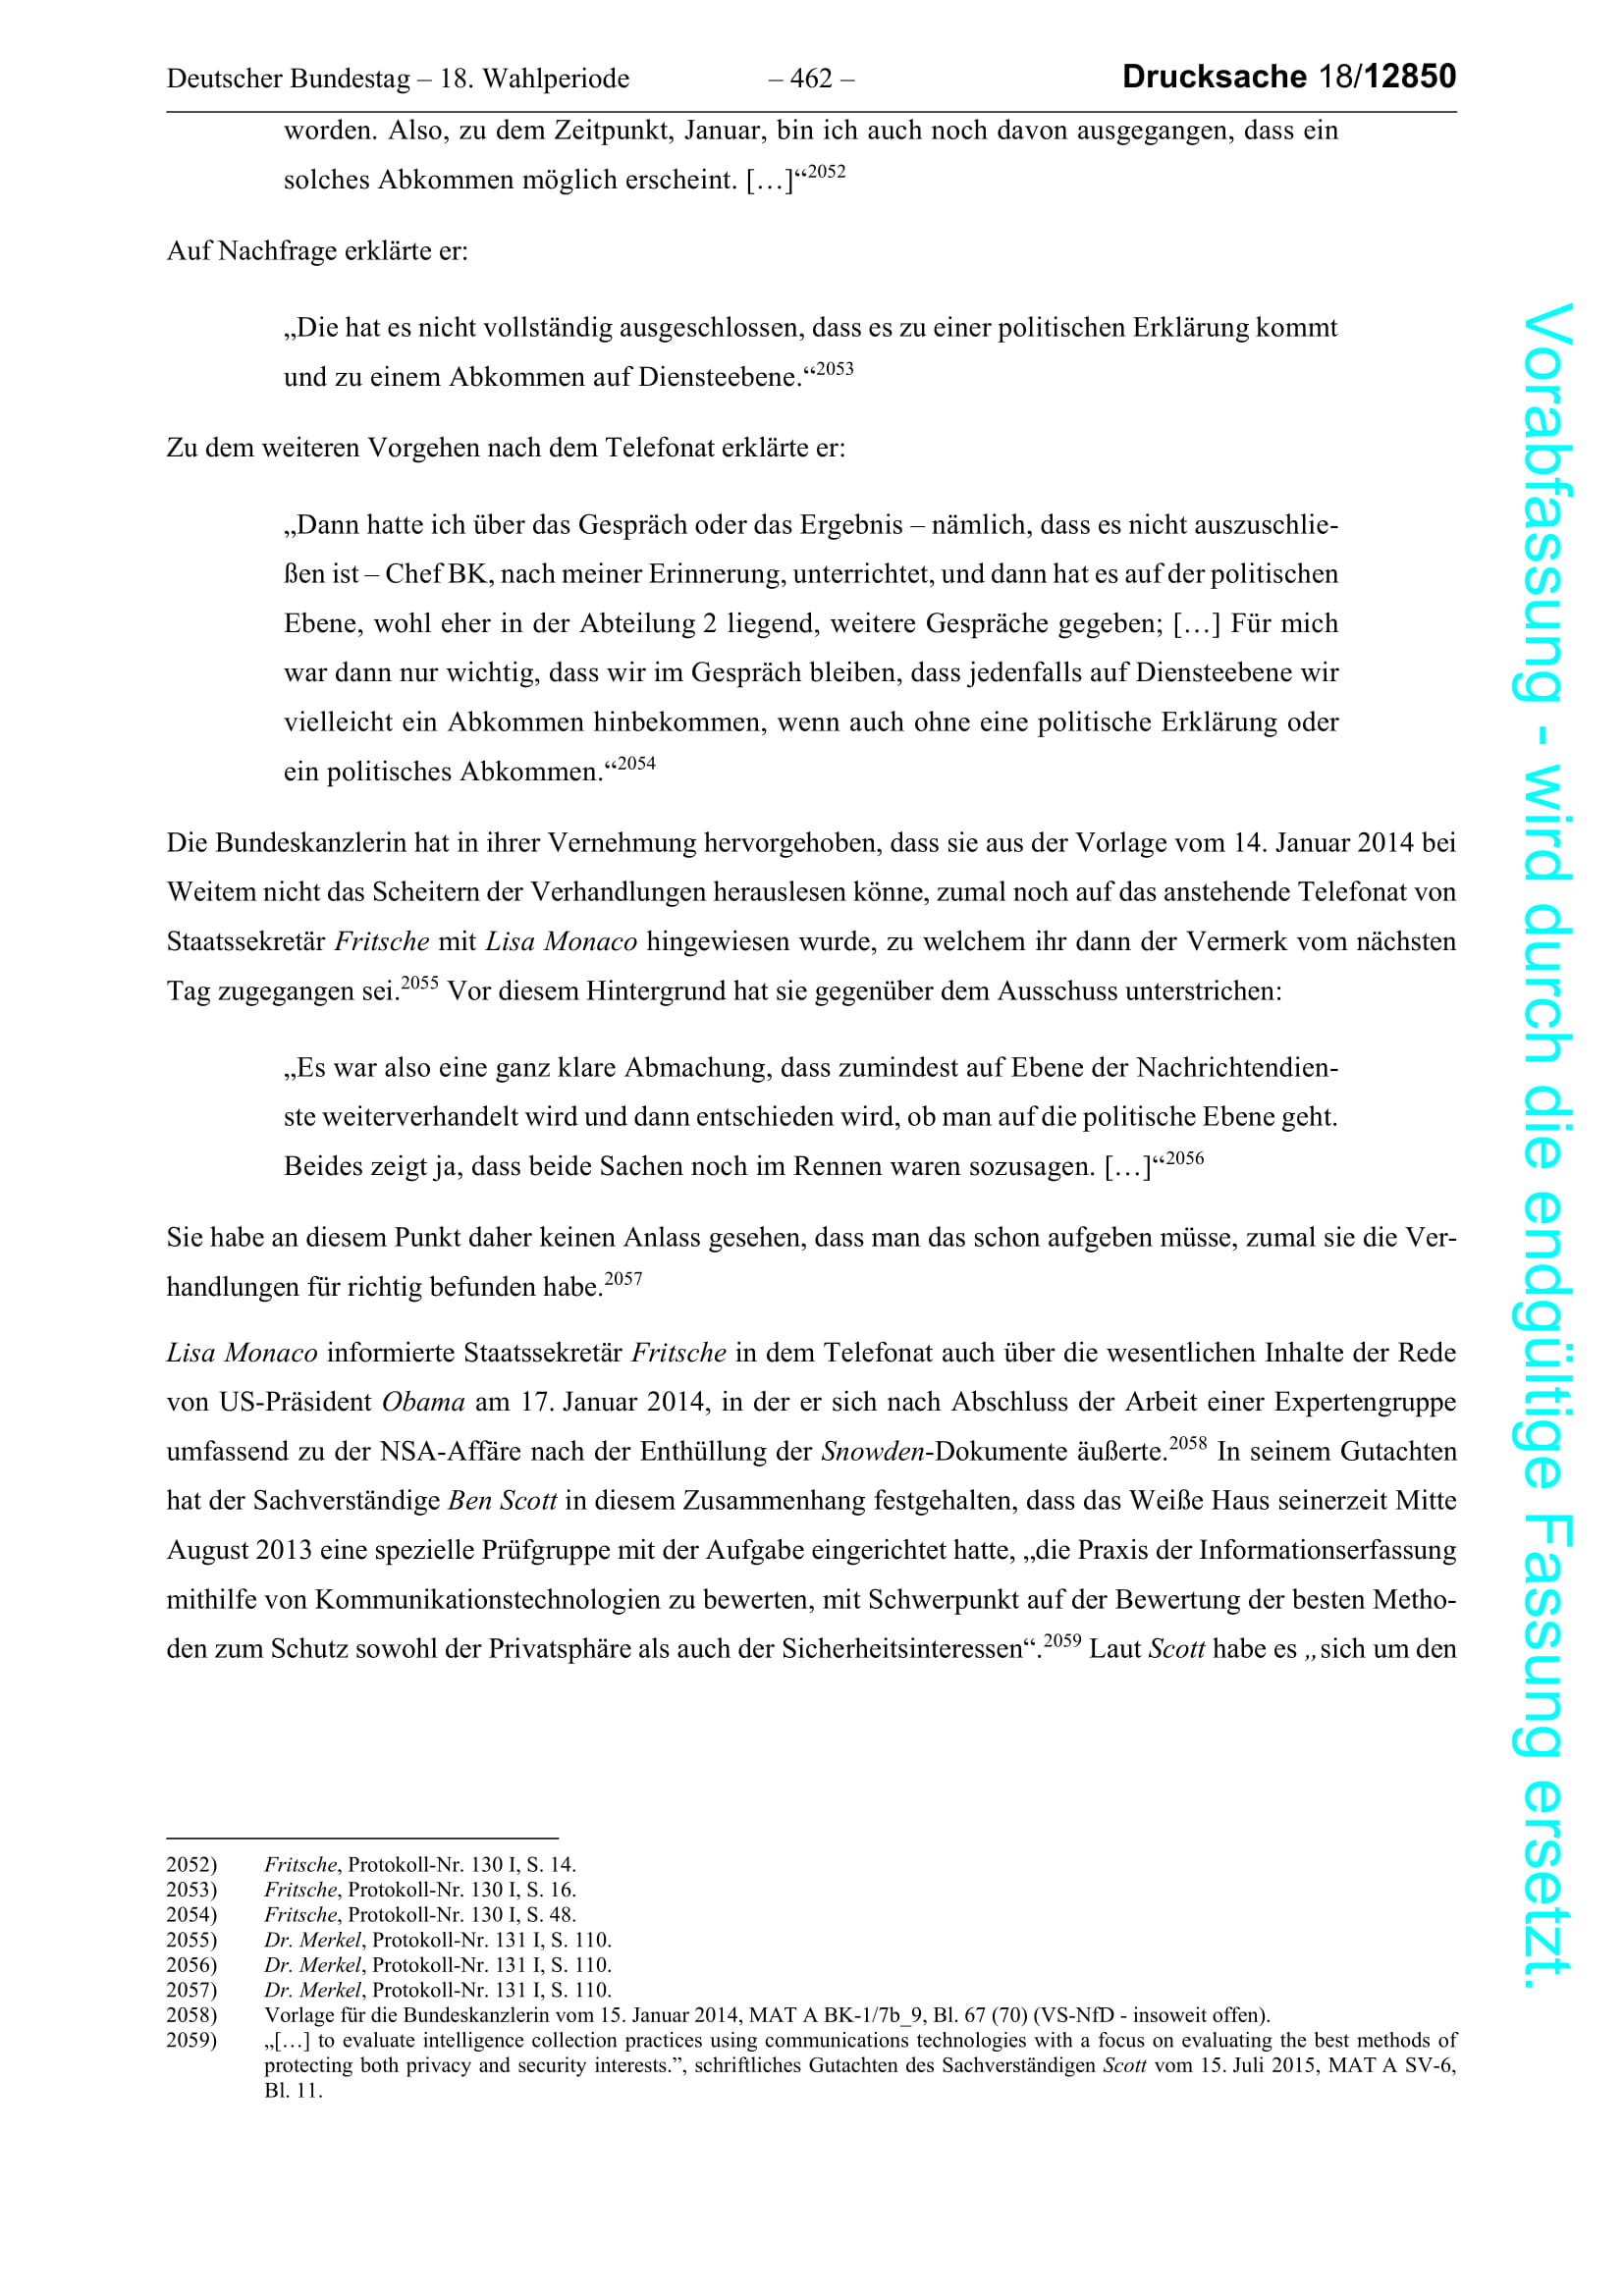 Deutscher Bundestag – 18. Wahlperiode – 462 – Drucksache 18/12850
worden. Also, zu dem Zeitpunkt, Januar, bin ich auch noch davon ausgegangen, dass ein
solches Abkommen möglich erscheint. […]“2052
Auf Nachfrage erklärte er:
„Die hat es nicht vollständig ausgeschlossen, dass es zu einer politischen Erklärung kommt
und zu einem Abkommen auf Diensteebene.“2053
Zu dem weiteren Vorgehen nach dem Telefonat erklärte er:
„Dann hatte ich über das Gespräch oder das Ergebnis – nämlich, dass es nicht auszuschlie-
ßen ist – Chef BK, nach meiner Erinnerung, unterrichtet, und dann hat es auf der politischen
Ebene, wohl eher in der Abteilung 2 liegend, weitere Gespräche gegeben; […] Für mich
war dann nur wichtig, dass wir im Gespräch bleiben, dass jedenfalls auf Diensteebene wir
vielleicht ein Abkommen hinbekommen, wenn auch ohne eine politische Erklärung oder
ein politisches Abkommen.“2054
Die Bundeskanzlerin hat in ihrer Vernehmung hervorgehoben, dass sie aus der Vorlage vom 14. Januar 2014 bei
Weitem nicht das Scheitern der Verhandlungen herauslesen könne, zumal noch auf das anstehende Telefonat von
Staatssekretär Fritsche mit Lisa Monaco hingewiesen wurde, zu welchem ihr dann der Vermerk vom nächsten
Tag zugegangen sei.2055 Vor diesem Hintergrund hat sie gegenüber dem Ausschuss unterstrichen:
„Es war also eine ganz klare Abmachung, dass zumindest auf Ebene der Nachrichtendien-
ste weiterverhandelt wird und dann entschieden wird, ob man auf die politische Ebene geht.
Beides zeigt ja, dass beide Sachen noch im Rennen waren sozusagen. […]“2056
Sie habe an diesem Punkt daher keinen Anlass gesehen, dass man das schon aufgeben müsse, zumal sie die Ver-
handlungen für richtig befunden habe.2057
Lisa Monaco informierte Staatssekretär Fritsche in dem Telefonat auch über die wesentlichen Inhalte der Rede
von US-Präsident Obama am 17. Januar 2014, in der er sich nach Abschluss der Arbeit einer Expertengruppe
umfassend zu der NSA-Affäre nach der Enthüllung der Snowden-Dokumente äußerte.2058 In seinem Gutachten
hat der Sachverständige Ben Scott in diesem Zusammenhang festgehalten, dass das Weiße Haus seinerzeit Mitte
August 2013 eine spezielle Prüfgruppe mit der Aufgabe eingerichtet hatte, „die Praxis der Informationserfassung
mithilfe von Kommunikationstechnologien zu bewerten, mit Schwerpunkt auf der Bewertung der besten Metho-
den zum Schutz sowohl der Privatsphäre als auch der Sicherheitsinteressen“.2059 Laut Scott habe es „sich um den
2052) Fritsche, Protokoll-Nr. 130 I, S. 14.
2053) Fritsche, Protokoll-Nr. 130 I, S. 16.
2054) Fritsche, Protokoll-Nr. 130 I, S. 48.
2055) Dr. Merkel, Protokoll-Nr. 131 I, S. 110.
2056) Dr. Merkel, Protokoll-Nr. 131 I, S. 110.
2057) Dr. Merkel, Protokoll-Nr. 131 I, S. 110.
2058) Vorlage für die Bundeskanzlerin vom 15. Januar 2014, MAT A BK-1/7b_9, Bl. 67 (70) (VS-NfD - insoweit offen).
2059) „[…] to evaluate intelligence collection practices using communications technologies with a focus on evaluating the best methods of
protecting both privacy and security interests.”, schriftliches Gutachten des Sachverständigen Scott vom 15. Juli 2015, MAT A SV-6,
Bl. 11.
Vorabfassung - wird durch die endgültige Fassung ersetzt.